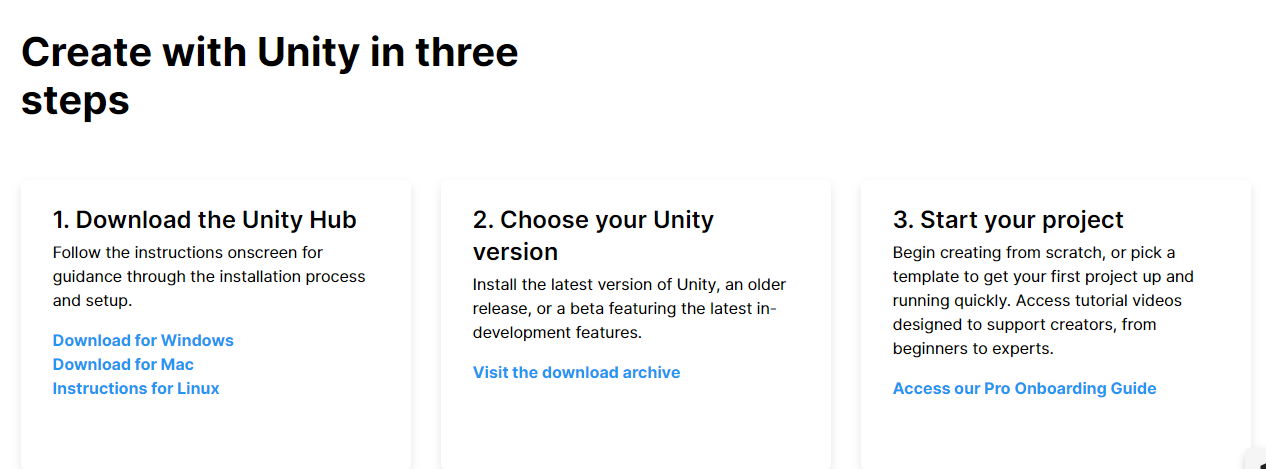 Create with Unity in three
steps
1. Download the Unity Hub
Follow the instructions onscreen for
guidance through the installation process
and setup.
Download for Windows
Download for Mac
Instructions for Linux
2. Choose your Unity
version
Install the latest version of Unity, an older
release, or a beta featuring the latest in-
development features.
Visit the download archive
3. Start your project
Begin creating from scratch, or pick a
template to get your first project up and
running quickly. Access tutorial videos
designed to support creators, from
beginners to experts.
Access our Pro Onboarding Guide